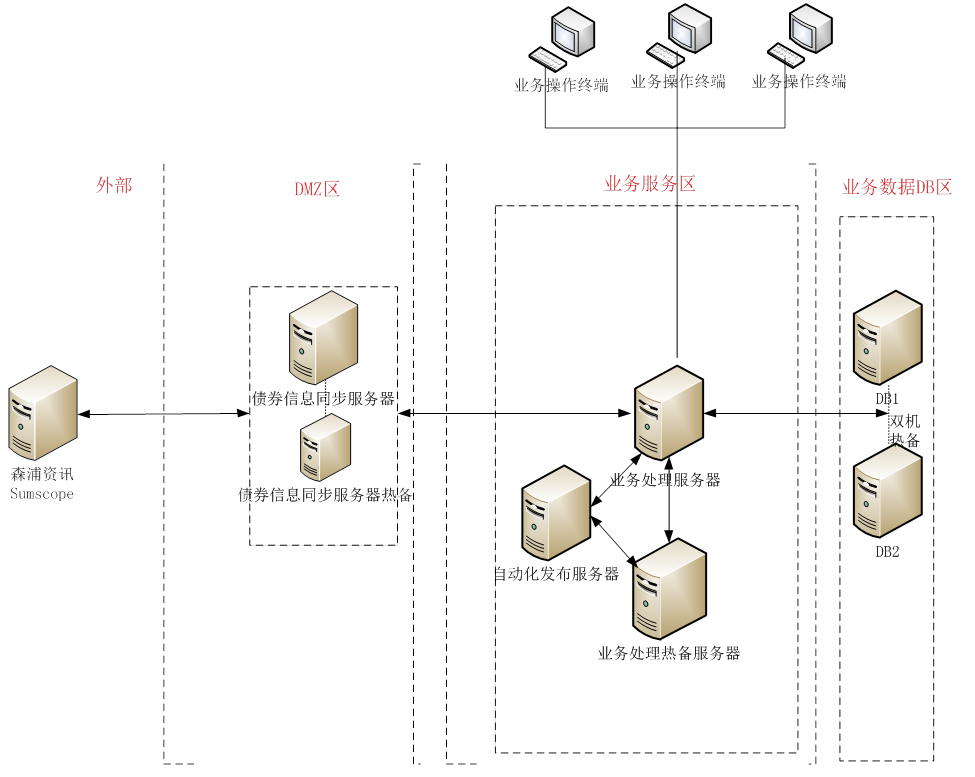 业务操作终端
业务操作终端
业务操作终端
外部
DMZ区
业务服务区
业务数据DB区
债券信息同步服务器
DB1
双机
热备
森浦资讯
Sumscope
债券信息同步服务器热备
业务处理服务器
DB2
自动化发布服务器
业务处理热备服务器